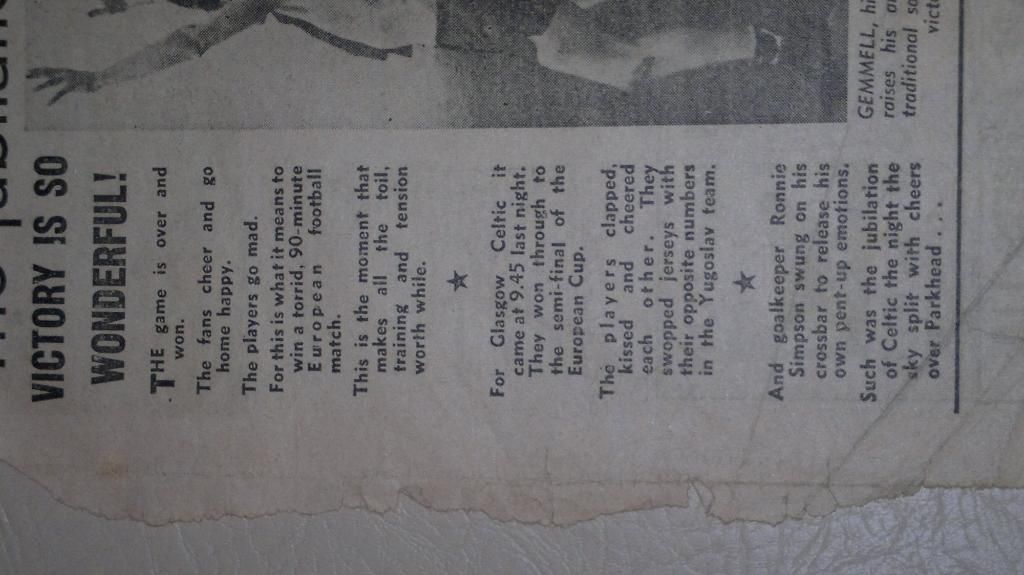 VICTORY IS SO
WONDERFUL!
THE game is over and
won.
The fans cheer and go
home happy.
The players go mad.
For this is what it means to
win a torrid, 90-minute
European football
match.
This is the moment that
makes all the toil,
training and tension
worth while.
For Glasgow Celtic it
came at 9.45 last night.
They won through to
the semi-final of the
European Cup.
The players clapped,
kissed and cheered
each other. They
swopped jerseys with
their opposite numbers
in the Yugoslav team.
And goalkeeper Ronnie
Simpson swung on his
crossbar to release his
own pent-up emotions.
Such was the jubilation
of Celtic the night the
sky split with cheers
over Parkhead . . .
GEMMELL,
raises his
traditional